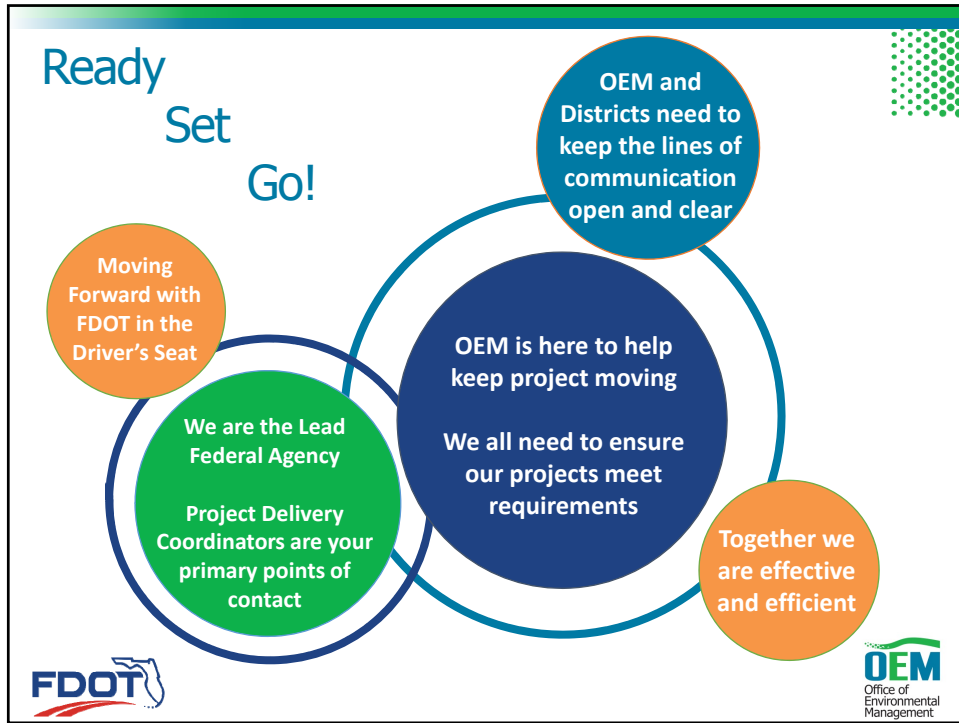 Ready
Set
Go!
OEM and
Districts need to
keep the lines of
communication
open and clear
Moving
Forward with
FDOT in the
Driver’s Seat
OEM is here to help
keep project moving
We all need to ensure
our projects meet
requirements
We are the Lead
Federal Agency
Project Delivery
Coordinators are your
primary points of
contact
Together we
are effective
and efficient
FDOT
OEM
Office of
Environmental
Management